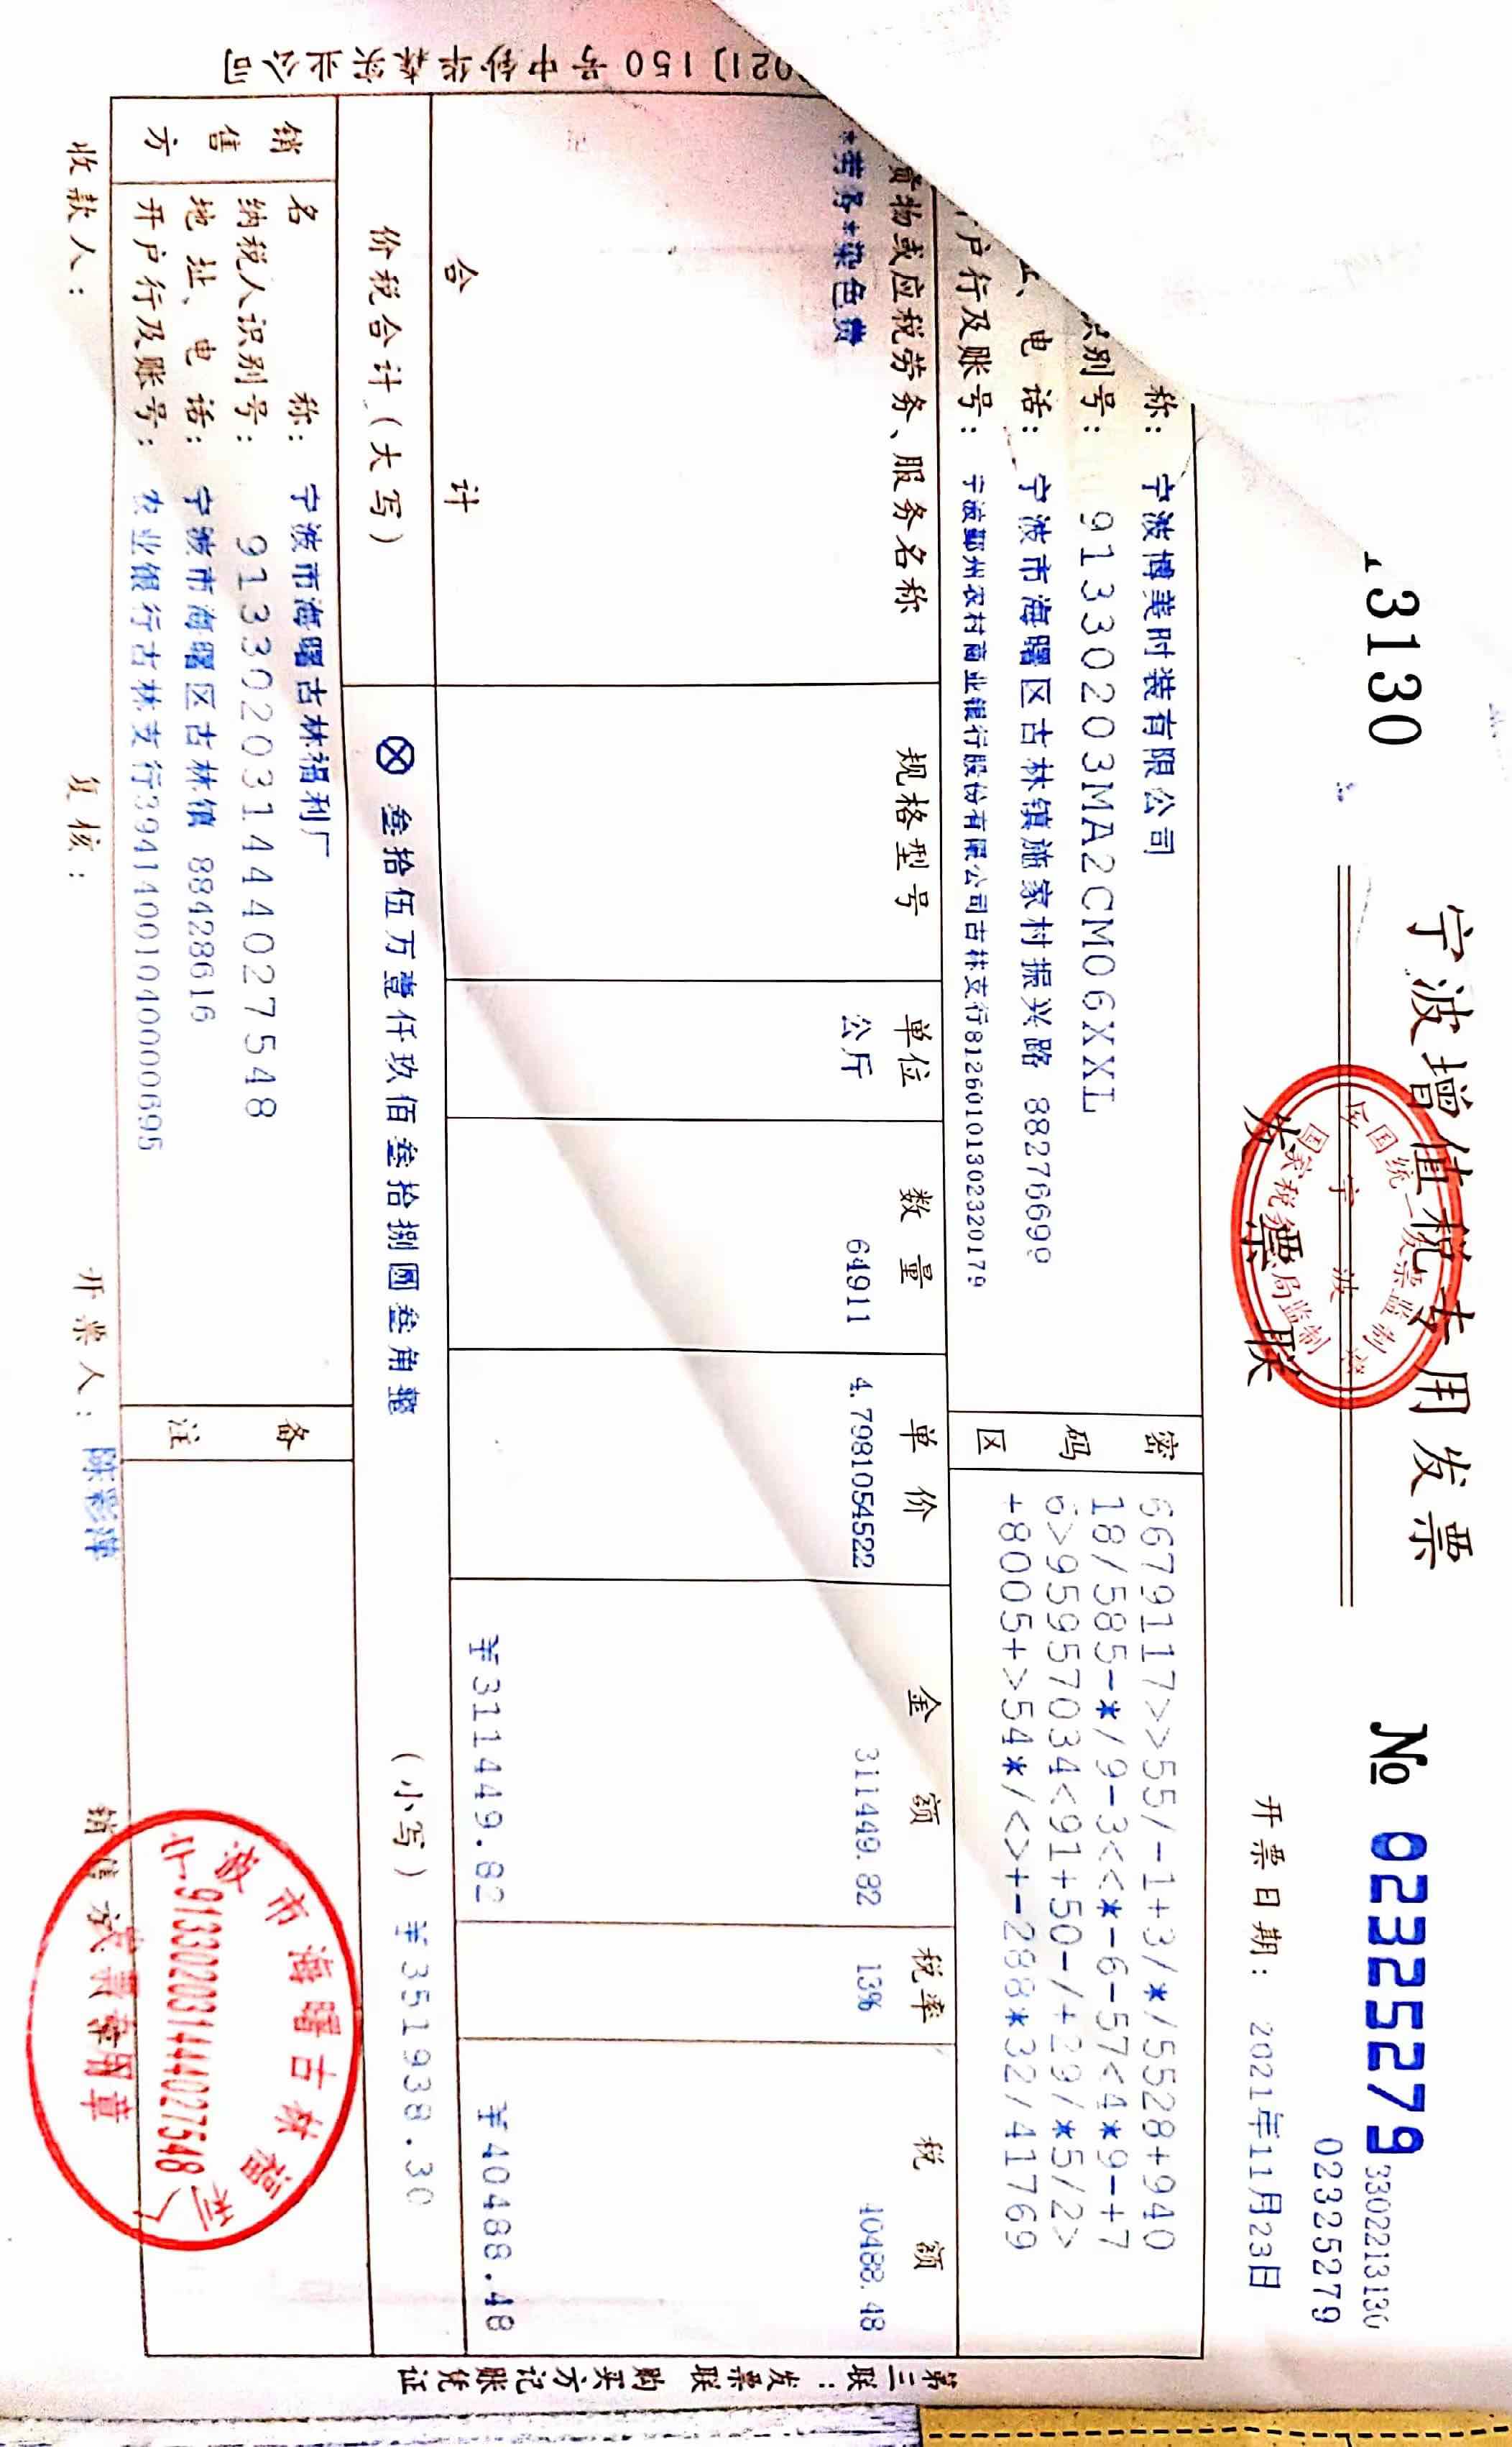 3130
宁波增值税专用发票
№ 02325279
3302213130
02325279
全国统一发票监制章
宁波
国家税务总局监制
发票联
开票日期: 2021年11月23日
称: 宁波博美时装有限公司
识别号: 91330203MA2CM06XXL
址、电话: 宁波市海曙区古林镇施家村振兴路 88276699
户行及账号: 宁波鄞州农村商业银行股份有限公司古林支行81260101302320179
密码区
6679117>>55/-1+3/*/5528+940
18/585-*/9-3<<*-6-57<4*9-+7
6>95957034<91+50-/+29/*5/2>
+8005+>54*/<>+-288*32/41769
货物或应税劳务、服务名称 规格型号 单位 数量 单价 金额 税率 税额
*劳务*染色费 公斤 64911 4.7981054522 311449.82 13% 40488.48
合计 ¥311449.82 ¥40488.48
价税合计(大写) ⊗叁拾伍万壹仟玖佰叁拾捌圆叁角整 (小写) ¥351938.30
销售方
名称: 宁波市海曙古林福利厂
纳税人识别号: 913302031444027548
地址、电话: 宁波市海曙区古林镇 88428616
开户行及账号: 农业银行古林支行39414001040000695
备注
收款人: 复核: 开票人: 陈彩萍 销售方:(章)
宁波市海曙古林福利厂
913302031444027548
发票专用章
021〕150号中钞华森实业公司
第三联:发票联 购买方记账凭证